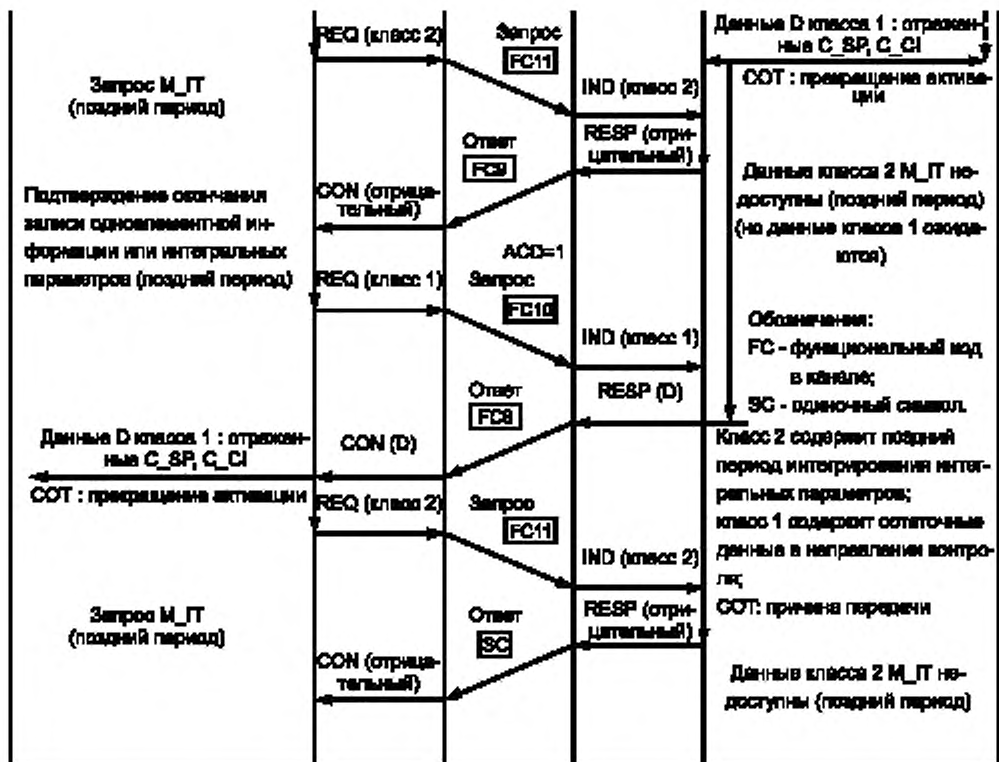 REQ (класс 2)
Запрос
FC11
Данные D класса 1 : отражен-
ные C_SP, C_CI
Запрос M_IT
(поздний период)
IND (класс 2)
COT : прекращение актива-
ции
Ответ
FC9
RESP (отри-
цательный)
CON (отрица-
тельный)
Данные класса 2 M_IT не-
доступны (поздний период)
(но данные класса 1 ожида-
ются)
Подтверждение окончания
записи одноэлементной ин-
формации или интегральных
параметров (поздний период)
ACD=1
REQ (класс 1)
Запрос
FC10
IND (класс 1)
Обозначения:
FC - функциональный код
в канале;
SC - одиночный символ.
Ответ
FC8
RESP (D)
Данные D класса 1 : отражен-
ные C_SP, C_CI
CON (D)
COT : прекращение активации
Класс 2 содержит поздний
период интегрирования интег-
ральных параметров;
класс 1 содержит остаточные
данные в направлении контро-
ля;
COT: причина передачи
REQ (класс 2)
Запрос
FC11
IND (класс 2)
Запрос M_IT
(поздний период)
Ответ
SC
RESP (отри-
цательный)
CON (отрица-
тельный)
Данные класса 2 M_IT не-
доступны (поздний период)